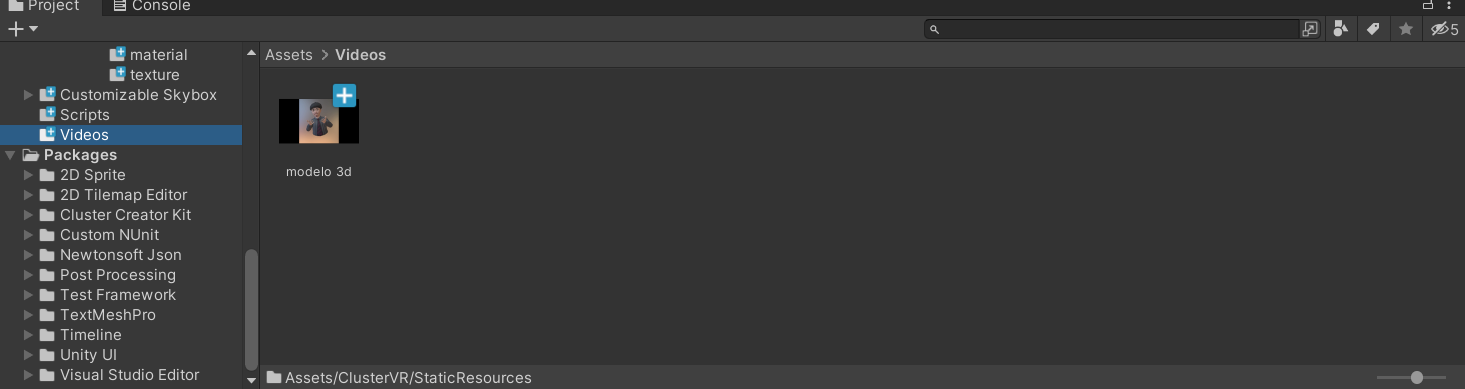 Project
Console
5
Assets > Videos
material
texture
Customizable Skybox
Scripts
Videos
Packages
2D Sprite
2D Tilemap Editor
Cluster Creator Kit
Custom NUnit
Newtonsoft Json
Post Processing
Test Framework
TextMeshPro
Timeline
Unity UI
Visual Studio Editor
modelo 3d
Assets/ClusterVR/StaticResources